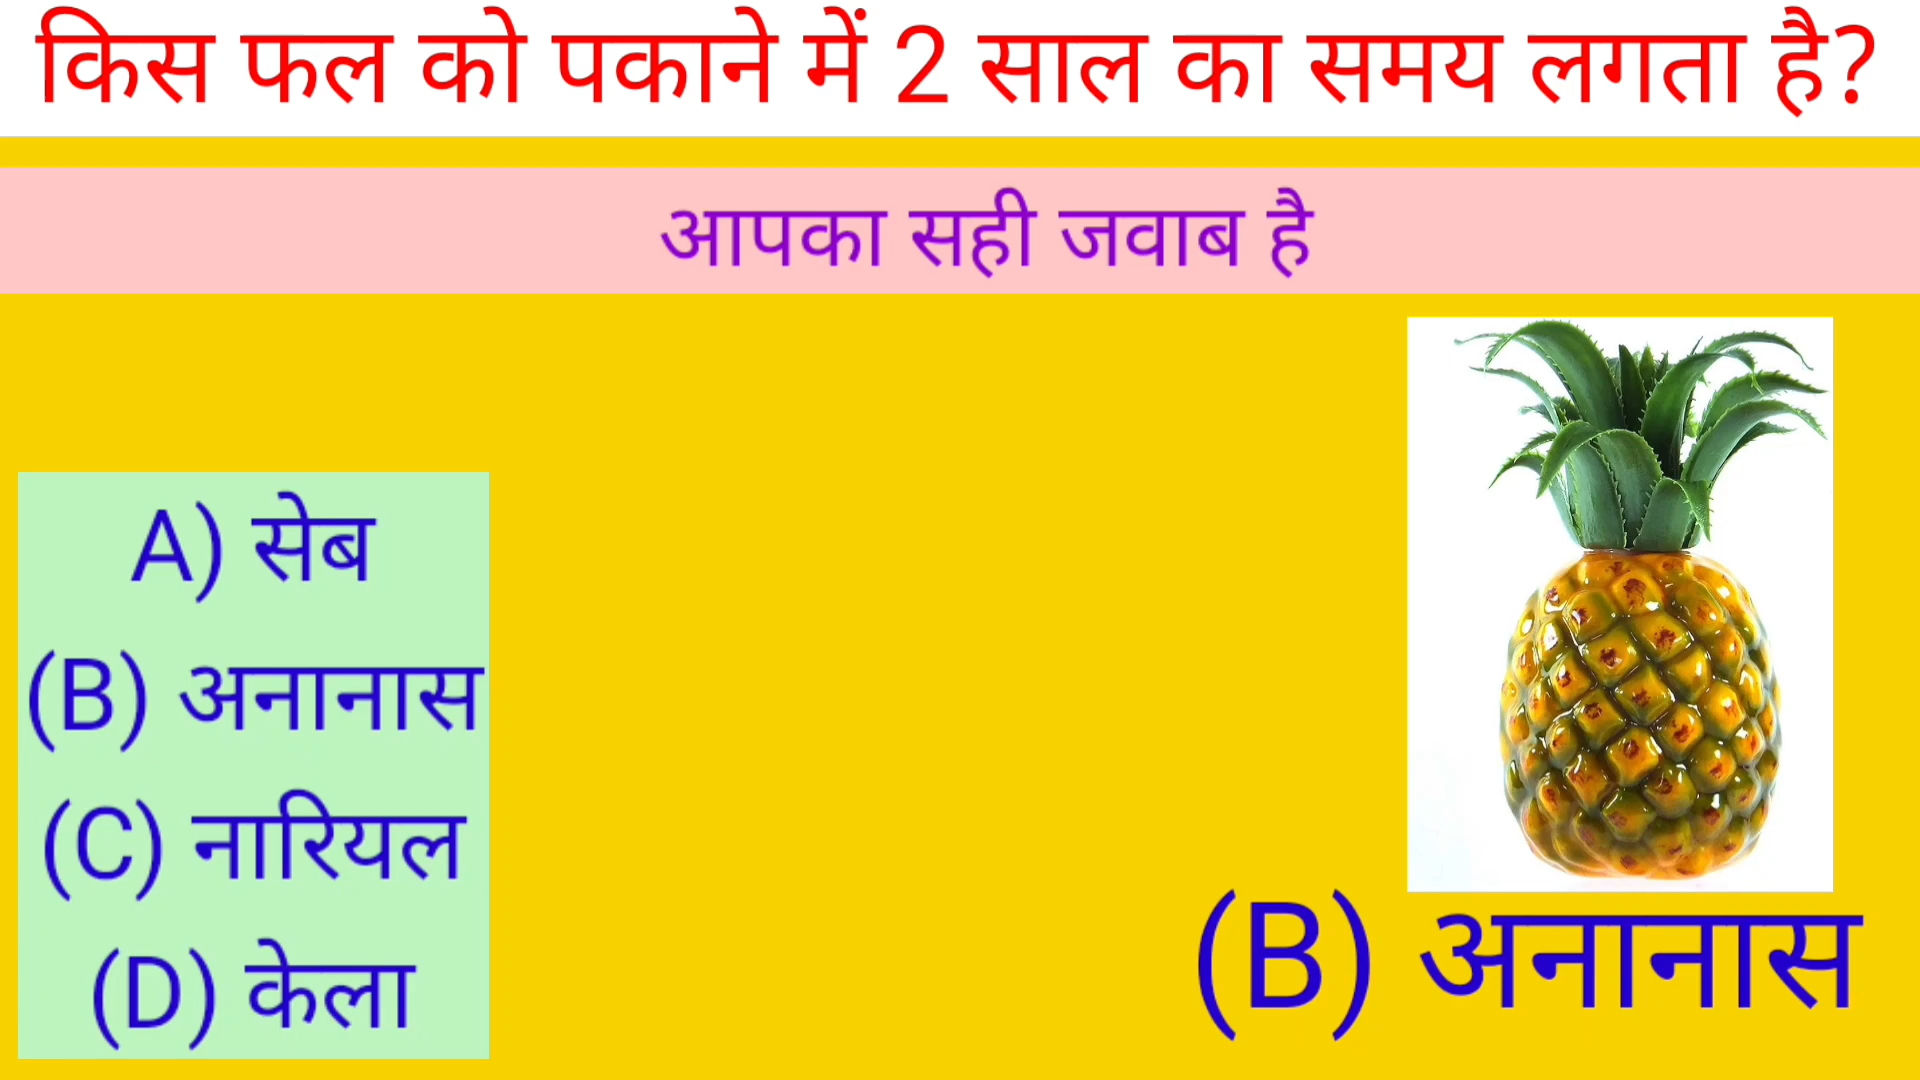 किस फल को पकाने में 2 साल का समय लगता है?
आपका सही जवाब है
A) सेब
(B) अनानास
(C) नारियल
(D) केला
(B) अनानास